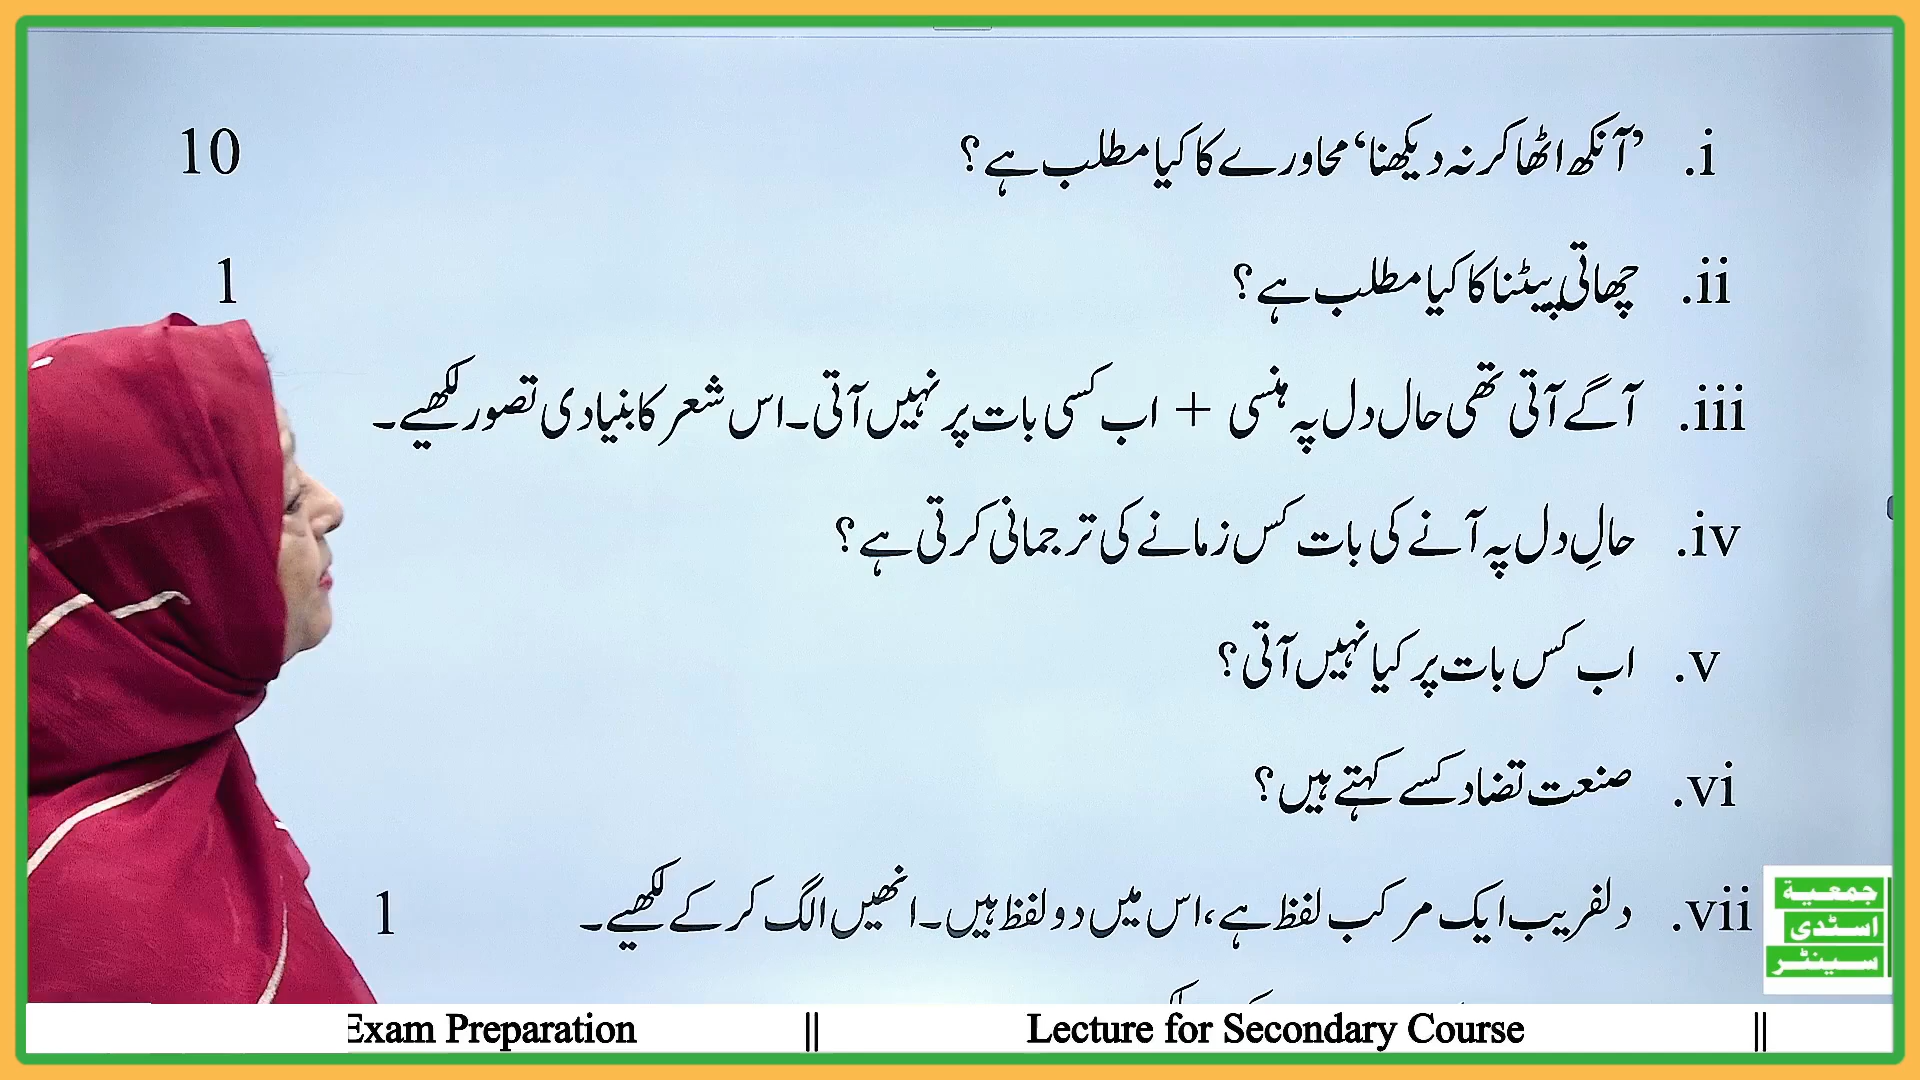 i. ’آنکھ اٹھا کر نہ دیکھنا‘ محاورے کا کیا مطلب ہے؟ 10
ii. چھاتی پیٹنا کا کیا مطلب ہے؟ 1
iii. آگے آتی تھی حال دل پہ ہنسی + اب کسی بات پر نہیں آتی۔ اس شعر کا بنیادی تصور لکھیے۔
iv. حالِ دل پہ آنے کی بات کس زمانے کی ترجمانی کرتی ہے؟
v. اب کس بات پر کیا نہیں آتی؟
vi. صنعت تضاد کسے کہتے ہیں؟
vii. دلفریب ایک مرکب لفظ ہے، اس میں دو لفظ ہیں۔ انھیں الگ کر کے لکھیے۔ 1
جمعیة
اسٹڈی
سینٹر
Exam Preparation || Lecture for Secondary Course ||